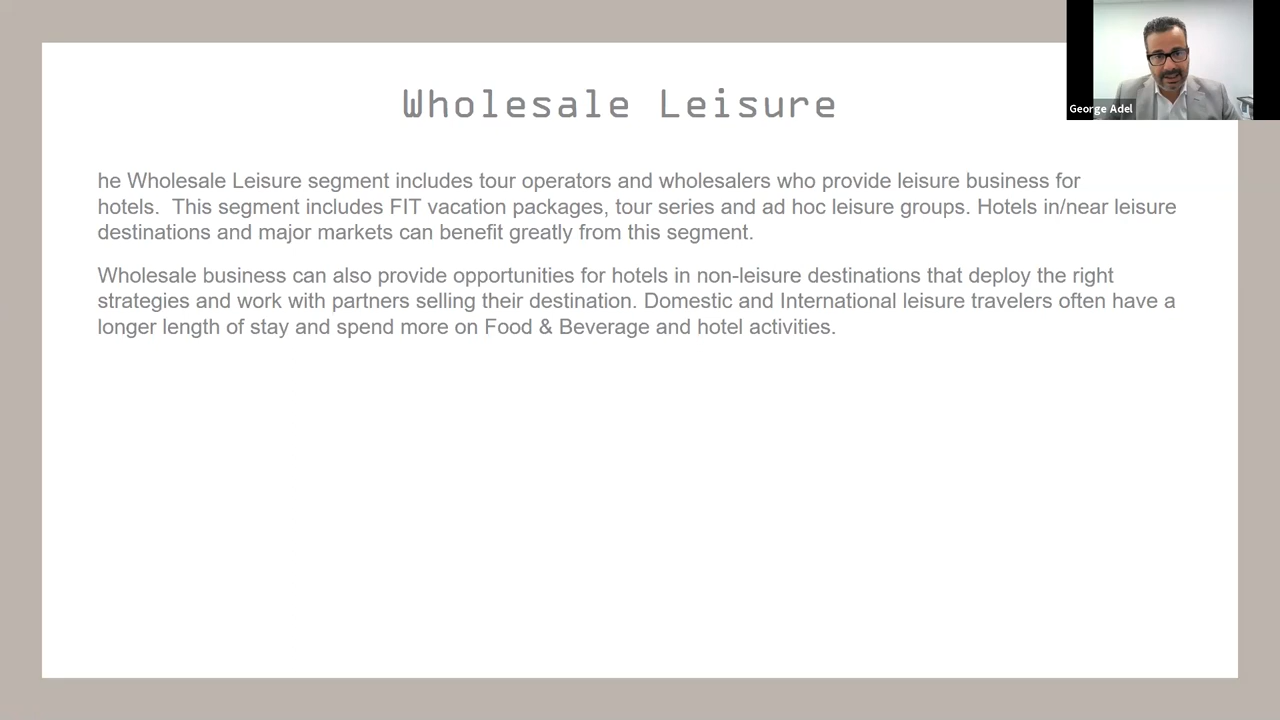 Wholesale Leisure
George Adel
he Wholesale Leisure segment includes tour operators and wholesalers who provide leisure business for
hotels.  This segment includes FIT vacation packages, tour series and ad hoc leisure groups. Hotels in/near leisure
destinations and major markets can benefit greatly from this segment.
Wholesale business can also provide opportunities for hotels in non-leisure destinations that deploy the right
strategies and work with partners selling their destination. Domestic and International leisure travelers often have a
longer length of stay and spend more on Food & Beverage and hotel activities.